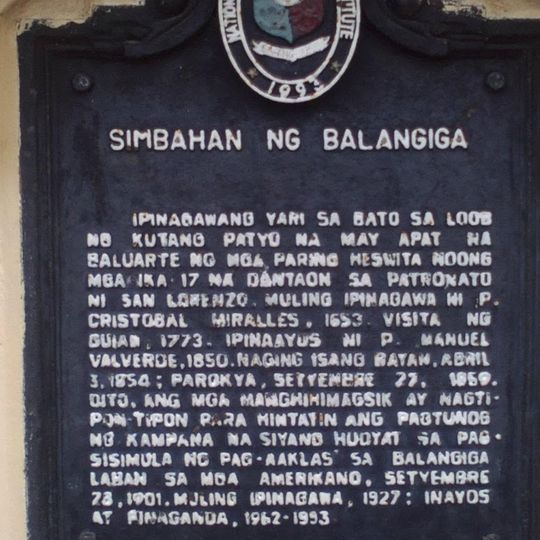 NATIONAL INSTITUTE
1993
SIMBAHAN NG BALANGIGA
IPINAGAWANG YARI SA BATO SA LOOB
NG KUTANG PATYO NA MAY APAT NA
BALUARTE NG MGA PARING HESWITA NOONG
MGA IKA 17 NA DANTAON SA PATRONATO
NI SAN LORENZO. MULING IPINAGAWA NI P.
CRISTOBAL MIRALLES, 1653. VISITA NG
GUIAN, 1773. IPINAAYOS NI P. MANUEL
VALVERDE, 1850. NAGING ISANG BAYAN, ABRIL
3, 1854; PAROKYA, SETYEMBRE 27, 1859.
DITO, ANG MGA MANGHIHIMAGSIK AY NAGTI-
PON-TIPON PARA HINTAYIN ANG PAGTUNOG
NG KAMPANA NA SIYANG HUDYAT SA PAG-
SISIMULA NG PAG-AAKLAS SA BALANGIGA
LABAN SA MGA AMERIKANO, SETYEMBRE
28, 1901. MULING IPINAGAWA, 1927; INAYOS
AT PINAGANDA, 1962-1993